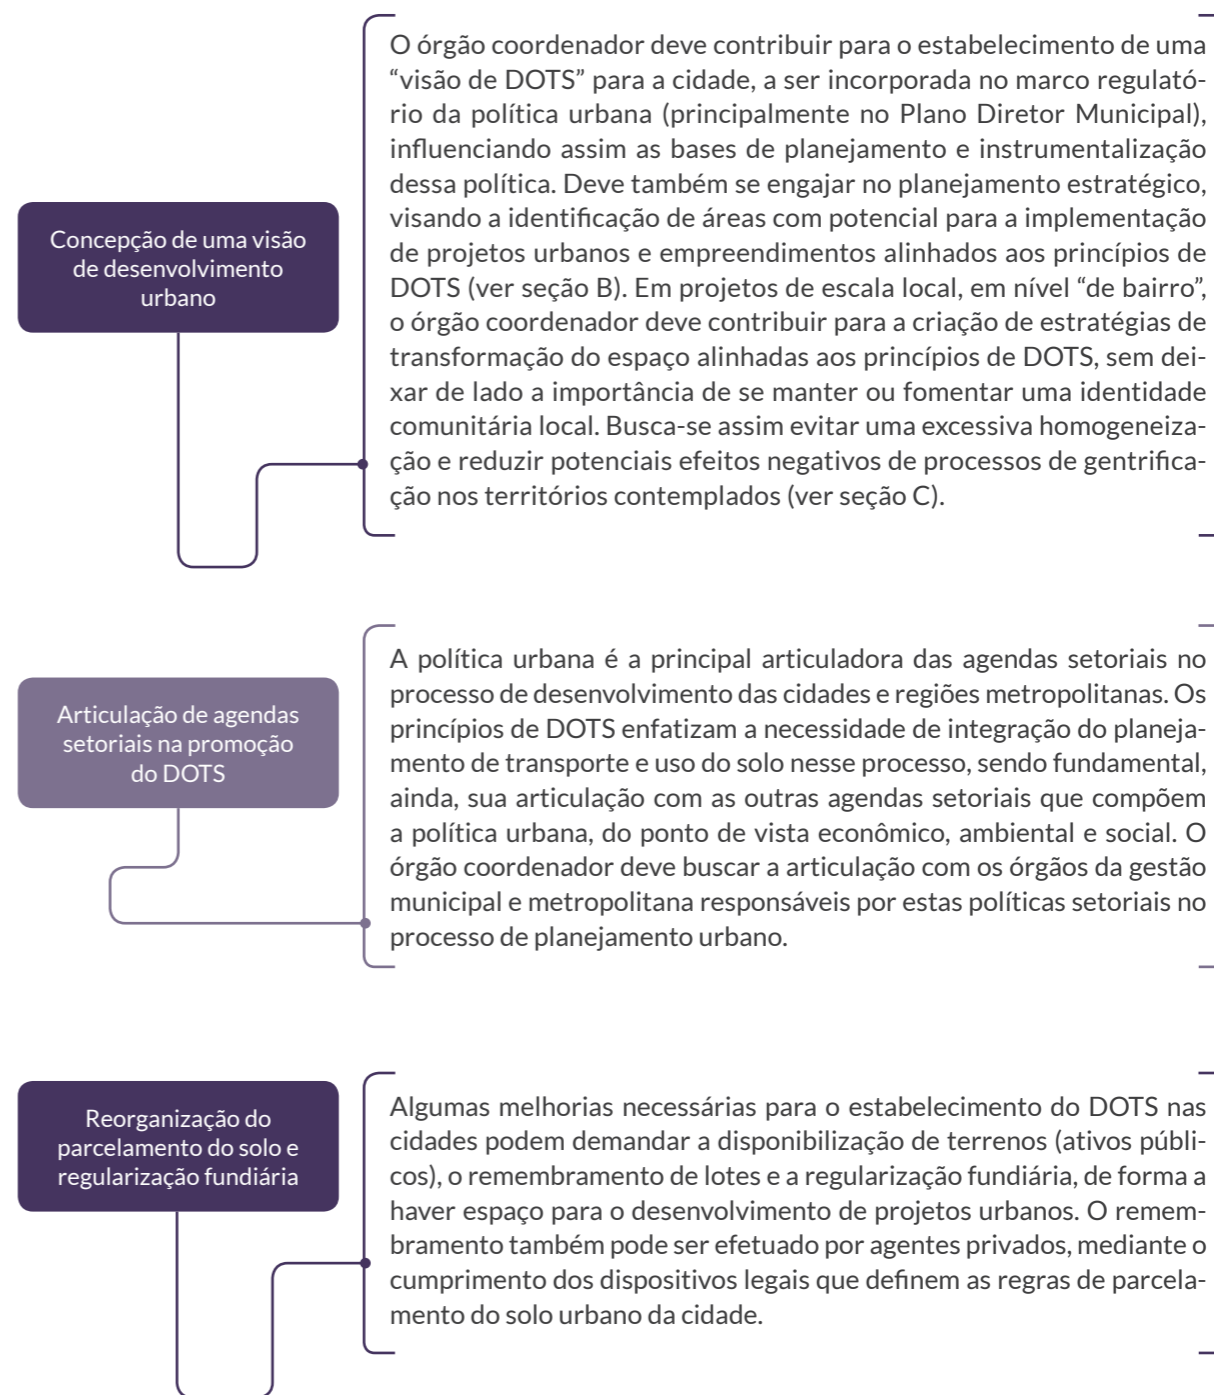 Concepção de uma visão
de desenvolvimento
urbano
O órgão coordenador deve contribuir para o estabelecimento de uma
“visão de DOTS” para a cidade, a ser incorporada no marco regulató-
rio da política urbana (principalmente no Plano Diretor Municipal),
influenciando assim as bases de planejamento e instrumentalização
dessa política. Deve também se engajar no planejamento estratégico,
visando a identificação de áreas com potencial para a implementação
de projetos urbanos e empreendimentos alinhados aos princípios de
DOTS (ver seção B). Em projetos de escala local, em nível “de bairro”,
o órgão coordenador deve contribuir para a criação de estratégias de
transformação do espaço alinhadas aos princípios de DOTS, sem dei-
xar de lado a importância de se manter ou fomentar uma identidade
comunitária local. Busca-se assim evitar uma excessiva homogeneiza-
ção e reduzir potenciais efeitos negativos de processos de gentrifica-
ção nos territórios contemplados (ver seção C).
Articulação de agendas
setoriais na promoção
do DOTS
A política urbana é a principal articuladora das agendas setoriais no
processo de desenvolvimento das cidades e regiões metropolitanas. Os
princípios de DOTS enfatizam a necessidade de integração do planeja-
mento de transporte e uso do solo nesse processo, sendo fundamental,
ainda, sua articulação com as outras agendas setoriais que compõem
a política urbana, do ponto de vista econômico, ambiental e social. O
órgão coordenador deve buscar a articulação com os órgãos da gestão
municipal e metropolitana responsáveis por estas políticas setoriais no
processo de planejamento urbano.
Reorganização do
parcelamento do solo e
regularização fundiária
Algumas melhorias necessárias para o estabelecimento do DOTS nas
cidades podem demandar a disponibilização de terrenos (ativos públi-
cos), o remembramento de lotes e a regularização fundiária, de forma a
haver espaço para o desenvolvimento de projetos urbanos. O remem-
bramento também pode ser efetuado por agentes privados, mediante o
cumprimento dos dispositivos legais que definem as regras de parcela-
mento do solo urbano da cidade.